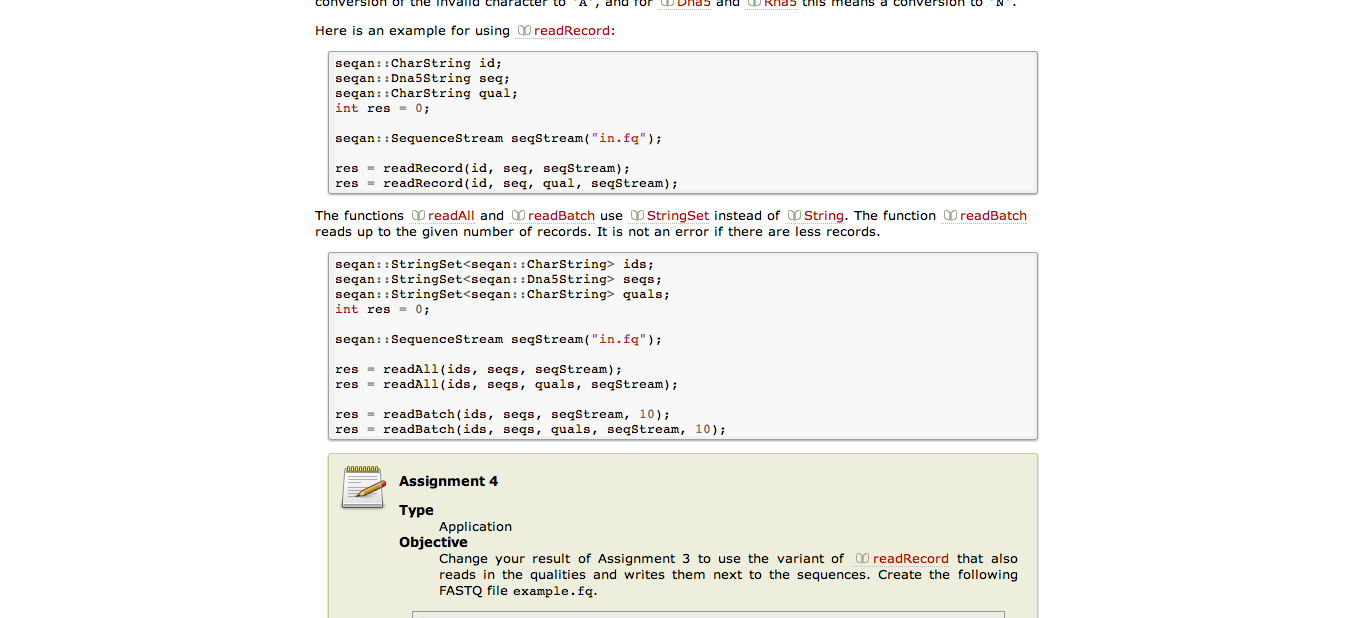 conversion of the invalid character to 'A', and for Dna5 and Rna5 this means a conversion to 'N'.
Here is an example for using readRecord:
seqan::CharString id;
seqan::Dna5String seq;
seqan::CharString qual;
int res = 0;
seqan::SequenceStream seqStream("in.fq");
res = readRecord(id, seq, seqStream);
res = readRecord(id, seq, qual, seqStream);
The functions readAll and readBatch use StringSet instead of String. The function readBatch
reads up to the given number of records. It is not an error if there are less records.
seqan::StringSet<seqan::CharString> ids;
seqan::StringSet<seqan::Dna5String> seqs;
seqan::StringSet<seqan::CharString> quals;
int res = 0;
seqan::SequenceStream seqStream("in.fq");
res = readAll(ids, seqs, seqStream);
res = readAll(ids, seqs, quals, seqStream);
res = readBatch(ids, seqs, seqStream, 10);
res = readBatch(ids, seqs, quals, seqStream, 10);
Assignment 4
Type
Application
Objective
Change your result of Assignment 3 to use the variant of readRecord that also
reads in the qualities and writes them next to the sequences. Create the following
FASTQ file example.fq.